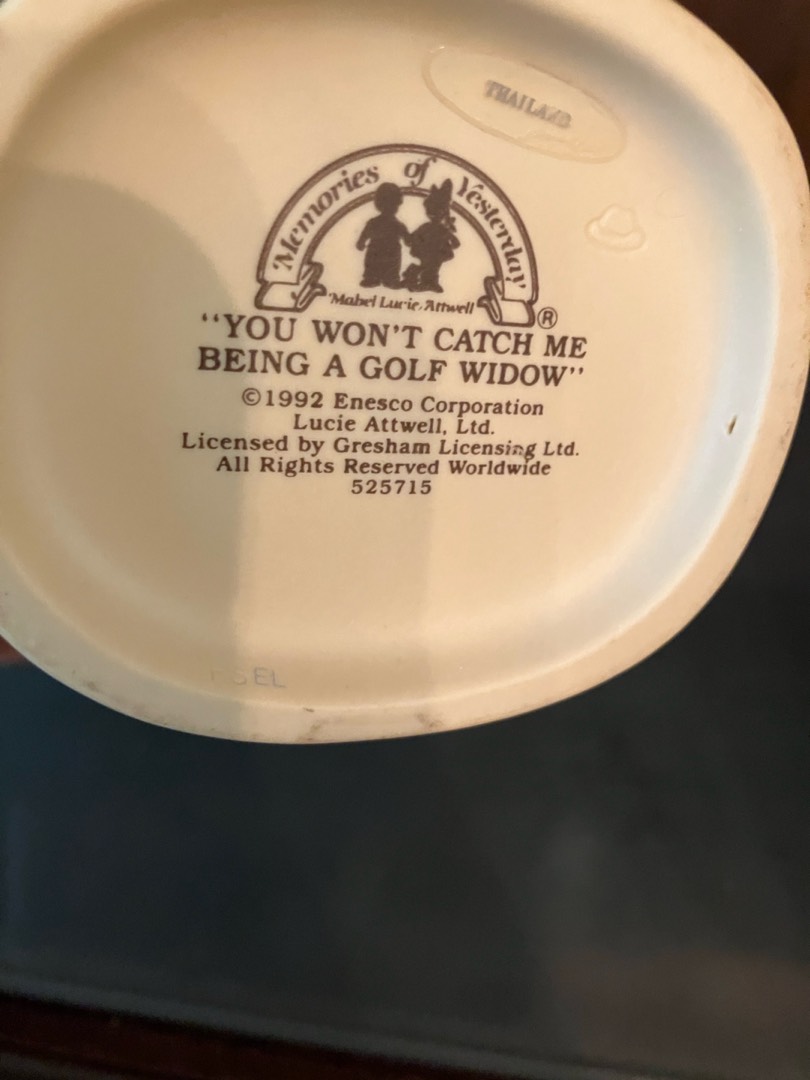 THAILAND
Memories of Yesterday
Mabel Lucie Attwell ®
"YOU WON'T CATCH ME
BEING A GOLF WIDOW"
©1992 Enesco Corporation
Lucie Attwell, Ltd.
Licensed by Gresham Licensing Ltd.
All Rights Reserved Worldwide
525715